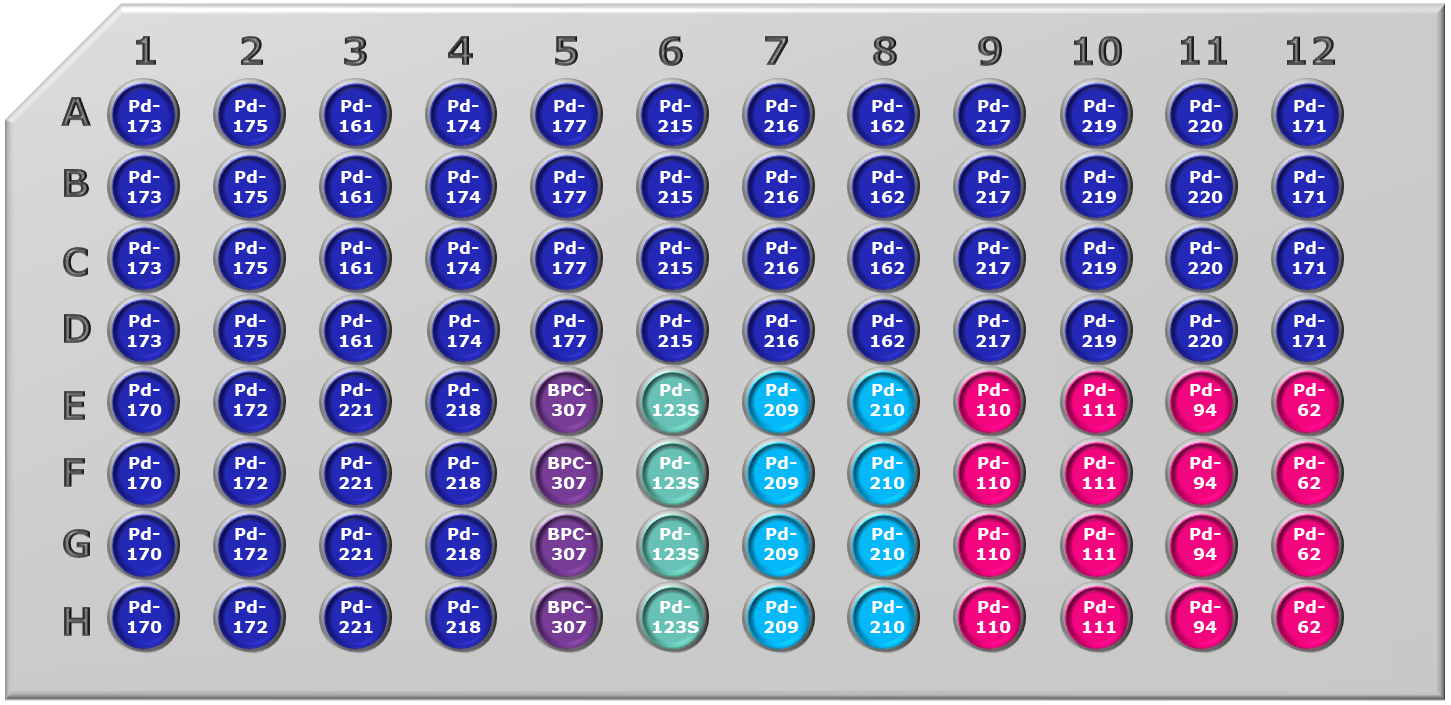 1 2 3 4 5 6 7 8 9 10 11 12
A Pd-173 Pd-175 Pd-161 Pd-174 Pd-177 Pd-215 Pd-216 Pd-162 Pd-217 Pd-219 Pd-220 Pd-171
B Pd-173 Pd-175 Pd-161 Pd-174 Pd-177 Pd-215 Pd-216 Pd-162 Pd-217 Pd-219 Pd-220 Pd-171
C Pd-173 Pd-175 Pd-161 Pd-174 Pd-177 Pd-215 Pd-216 Pd-162 Pd-217 Pd-219 Pd-220 Pd-171
D Pd-173 Pd-175 Pd-161 Pd-174 Pd-177 Pd-215 Pd-216 Pd-162 Pd-217 Pd-219 Pd-220 Pd-171
E Pd-170 Pd-172 Pd-221 Pd-218 BPC-307 Pd-123S Pd-209 Pd-210 Pd-110 Pd-111 Pd-94 Pd-62
F Pd-170 Pd-172 Pd-221 Pd-218 BPC-307 Pd-123S Pd-209 Pd-210 Pd-110 Pd-111 Pd-94 Pd-62
G Pd-170 Pd-172 Pd-221 Pd-218 BPC-307 Pd-123S Pd-209 Pd-210 Pd-110 Pd-111 Pd-94 Pd-62
H Pd-170 Pd-172 Pd-221 Pd-218 BPC-307 Pd-123S Pd-209 Pd-210 Pd-110 Pd-111 Pd-94 Pd-62